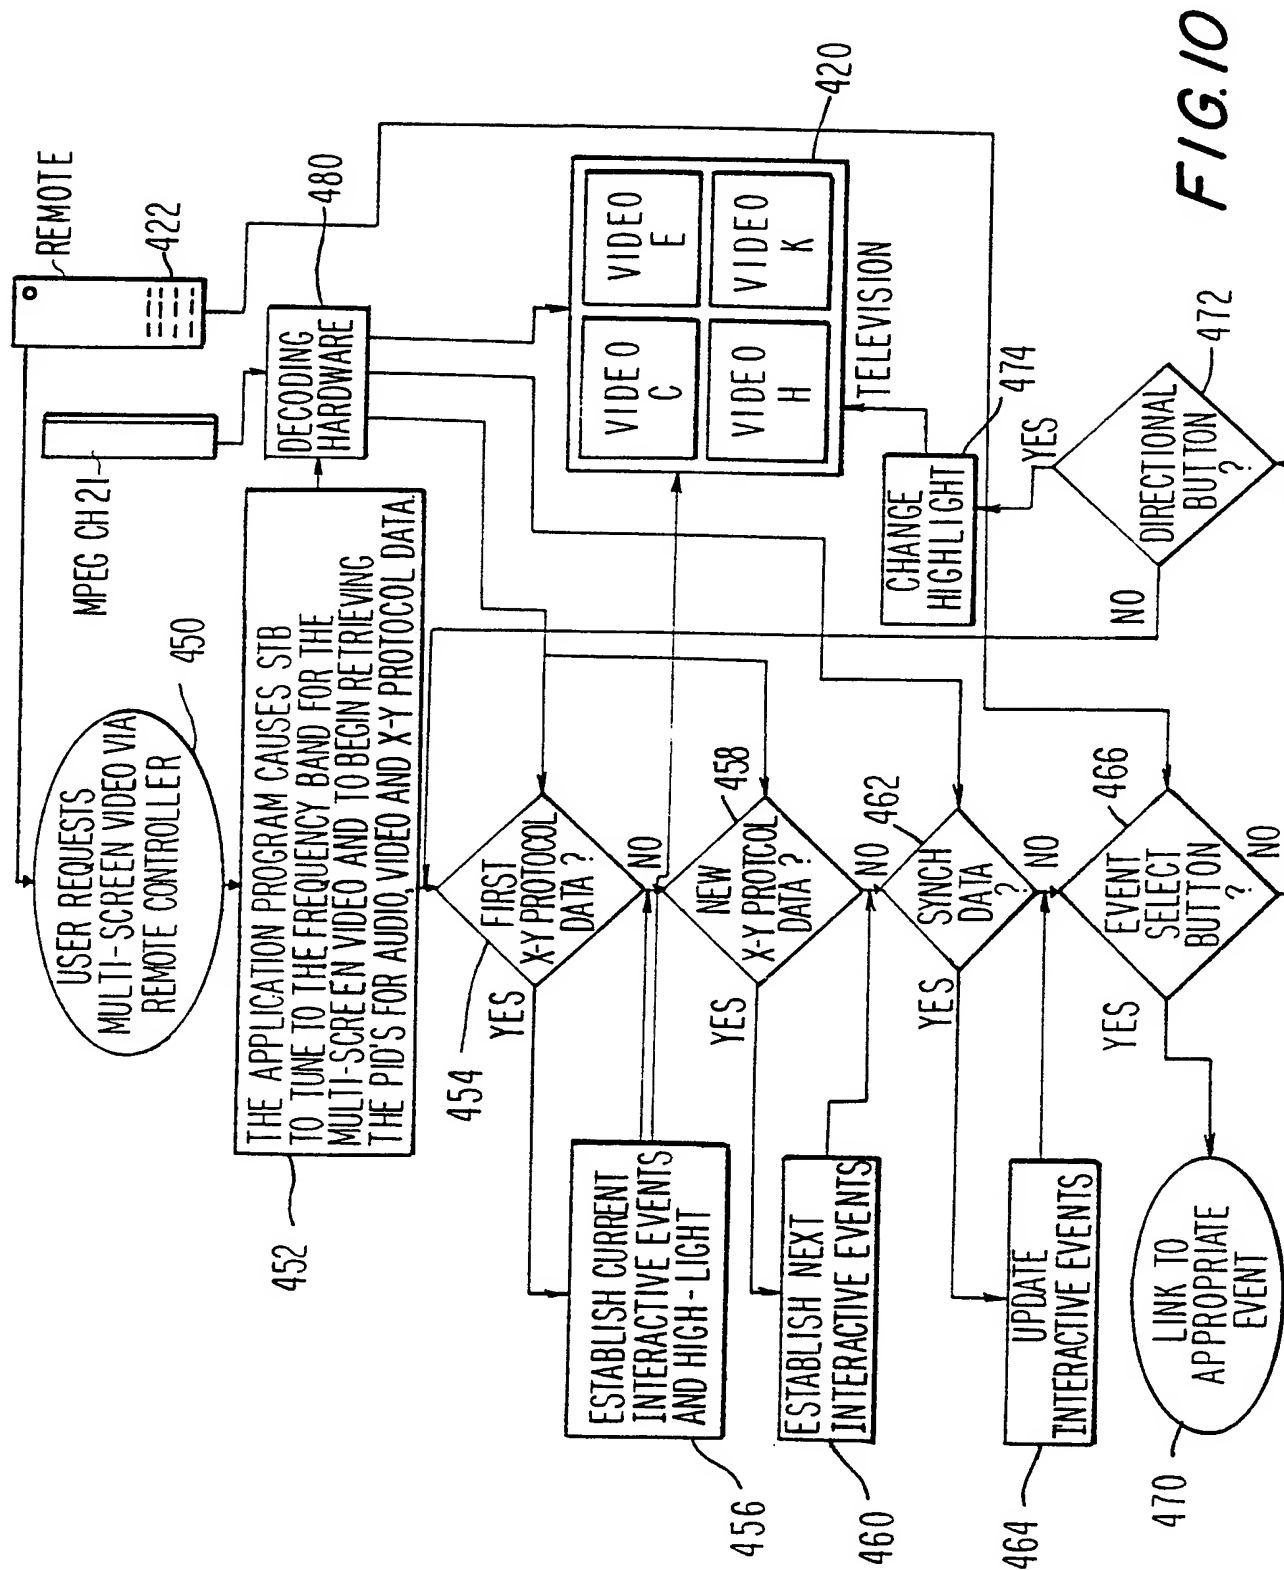 REMOTE
422
MPEG CH 21
DECODING
HARDWARE
480
USER REQUESTS
MULTI-SCREEN VIDEO VIA
REMOTE CONTROLLER
450
THE APPLICATION PROGRAM CAUSES STB
TO TUNE TO THE FREQUENCY BAND FOR THE
MULTI-SCREEN VIDEO AND TO BEGIN RETRIEVING
THE PID'S FOR AUDIO, VIDEO AND X-Y PROTOCOL DATA.
452
VIDEO
C
VIDEO
E
VIDEO
H
VIDEO
K
TELEVISION
420
FIRST
X-Y PROTOCOL
DATA?
454
YES
NO
ESTABLISH CURRENT
INTERACTIVE EVENTS
AND HIGH-LIGHT
456
NEW
X-Y PROTCOL
DATA?
458
YES
NO
ESTABLISH NEXT
INTERACTIVE EVENTS
460
SYNCH
DATA
?
462
YES
NO
UPDATE
INTERACTIVE EVENTS
464
EVENT
SELECT
BUTTON
?
466
YES
NO
LINK TO
APPROPRIATE
EVENT
470
DIRECTIONAL
BUTTON
?
472
YES
NO
CHANGE
HIGHLIGHT
474
FIG. 10